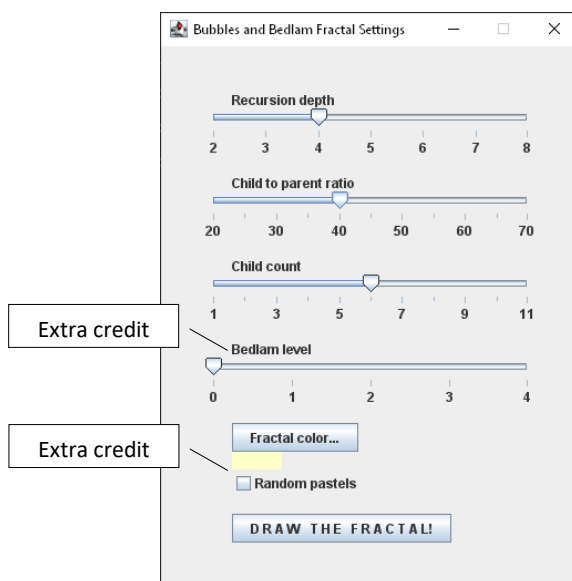 Bubbles and Bedlam Fractal Settings
Recursion depth
2 3 4 5 6 7 8
Child to parent ratio
20 30 40 50 60 70
Child count
1 3 5 7 9 11
Extra credit
Bedlam level
0 1 2 3 4
Fractal color...
Extra credit
Random pastels
DRAW THE FRACTAL!